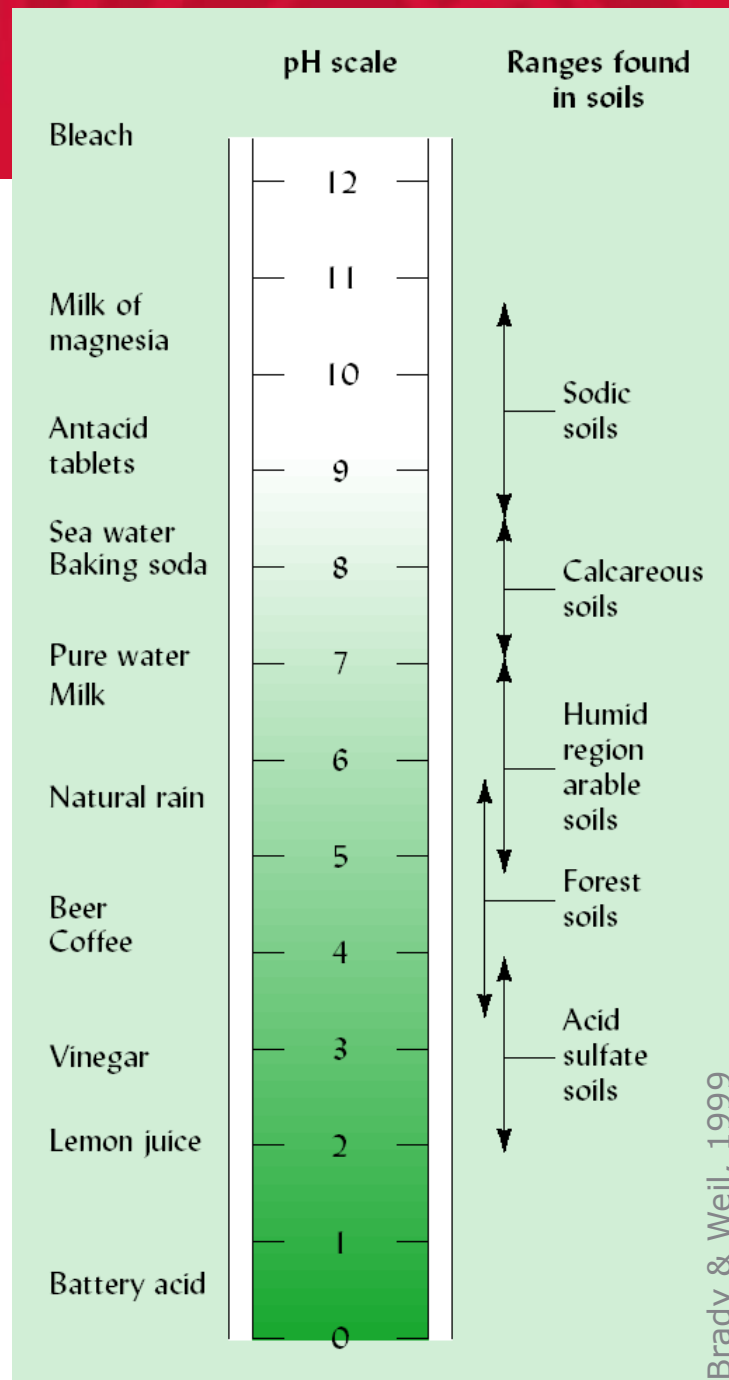 pH scale
Ranges found
in soils
Bleach
12
11
Milk of
magnesia
10
Sodic
soils
Antacid
tablets
9
Sea water
Baking soda
8
Calcareous
soils
Pure water
Milk
7
Humid
region
arable
soils
6
Natural rain
5
Forest
soils
Beer
Coffee
4
Acid
sulfate
soils
3
Vinegar
Lemon juice
2
1
Battery acid
0
Brady & Weil, 1999